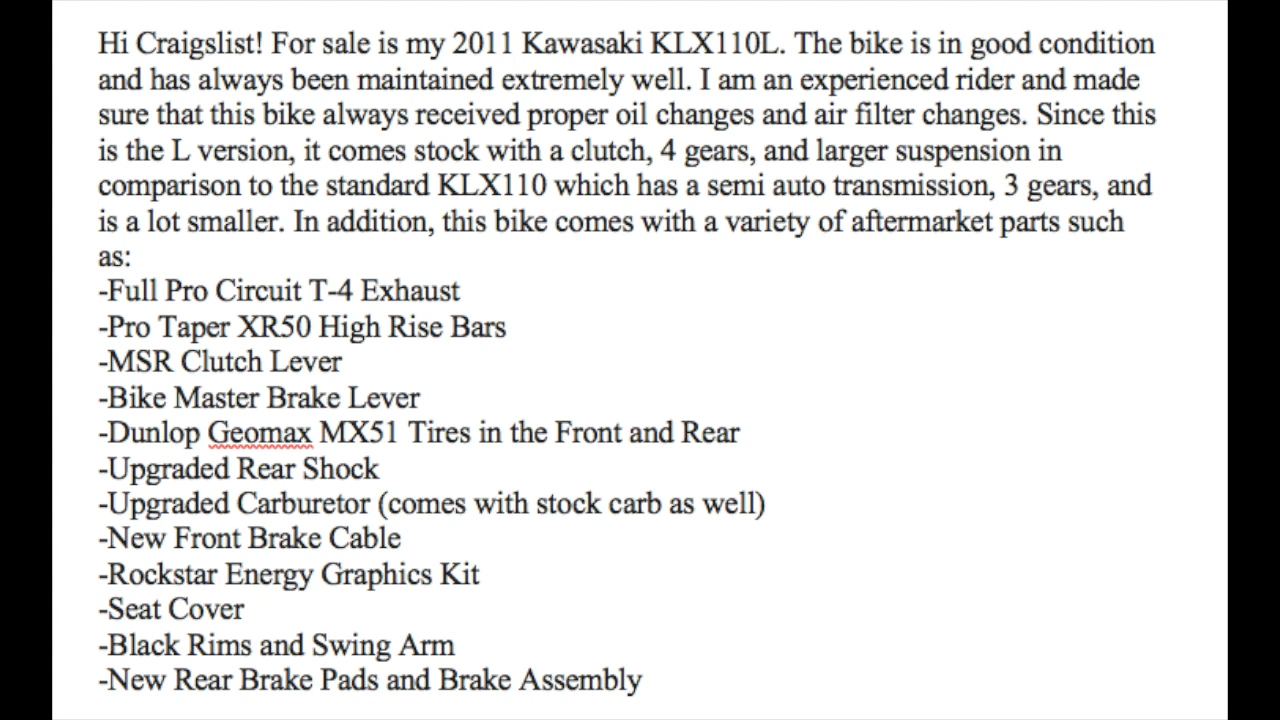 Hi Craigslist! For sale is my 2011 Kawasaki KLX110L. The bike is in good condition
and has always been maintained extremely well. I am an experienced rider and made
sure that this bike always received proper oil changes and air filter changes. Since this
is the L version, it comes stock with a clutch, 4 gears, and larger suspension in
comparison to the standard KLX110 which has a semi auto transmission, 3 gears, and
is a lot smaller. In addition, this bike comes with a variety of aftermarket parts such
as:
-Full Pro Circuit T-4 Exhaust
-Pro Taper XR50 High Rise Bars
-MSR Clutch Lever
-Bike Master Brake Lever
-Dunlop Geomax MX51 Tires in the Front and Rear
-Upgraded Rear Shock
-Upgraded Carburetor (comes with stock carb as well)
-New Front Brake Cable
-Rockstar Energy Graphics Kit
-Seat Cover
-Black Rims and Swing Arm
-New Rear Brake Pads and Brake Assembly